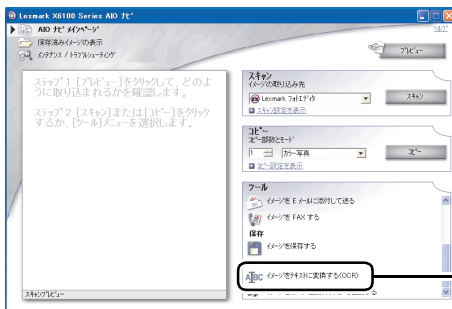 Lexmark X6100 Series AIO ﾅﾋﾞ
AIO ﾅﾋﾞ ﾒｲﾝﾍﾟｰｼﾞ
ﾍﾙﾌﾟ
保存済みｲﾒｰｼﾞの表示
ﾒﾝﾃﾅﾝｽ / ﾄﾗﾌﾞﾙｼｭｰﾃｨﾝｸﾞ
ﾌﾟﾚﾋﾞｭｰ
ステップ 1 [プレビュー]をクリックして、どのよ
うに取り込まれるかを確認します。
ステップ 2 [スキャン]または[コピー]をクリック
するか、[ツール]メニューを選択します。
スキャンプレビュー
スキャン
ｲﾒｰｼﾞの取り込み先
Lexmark ﾌｫﾄｴﾃﾞｨﾀ
ｽｷｬﾝ
ｽｷｬﾝ設定を表示
コピー
ｺﾋﾟｰ部数とﾓｰﾄﾞ
1
ｶﾗｰ写真
ｺﾋﾟｰ
ｺﾋﾟｰ設定を表示
ツール
ｲﾒｰｼﾞを E ﾒｰﾙに添付して送る
ｲﾒｰｼﾞを FAX する
保存
ｲﾒｰｼﾞを保存する
ABC ｲﾒｰｼﾞをﾃｷｽﾄに変換する(OCR)